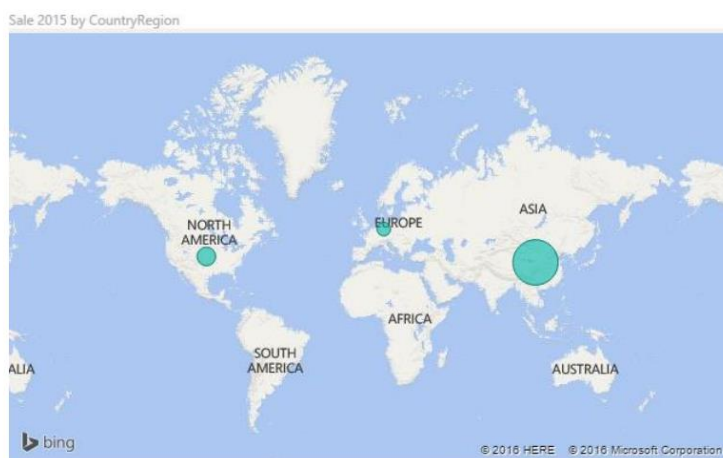 Sale 2015 by CountryRegion
NORTH
AMERICA
EUROPE
ASIA
AFRICA
SOUTH
AMERICA
ALIA
AUSTRALIA
bing
© 2016 HERE © 2016 Microsoft Corporation